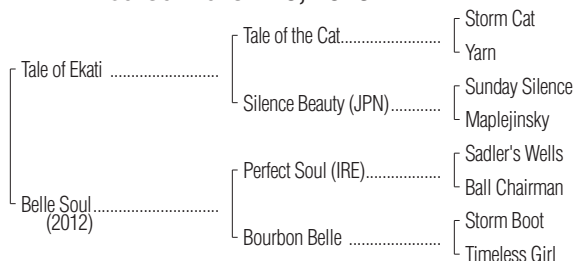 Storm Cat
Tale of the Cat.....................
Yarn
Tale of Ekati ........................
Sunday Silence
Silence Beauty (JPN)...........
Maplejinsky
Sadler's Wells
Perfect Soul (IRE).................
Ball Chairman
Belle Soul............................
(2012)
Storm Boot
Bourbon Belle .....................
Timeless Girl